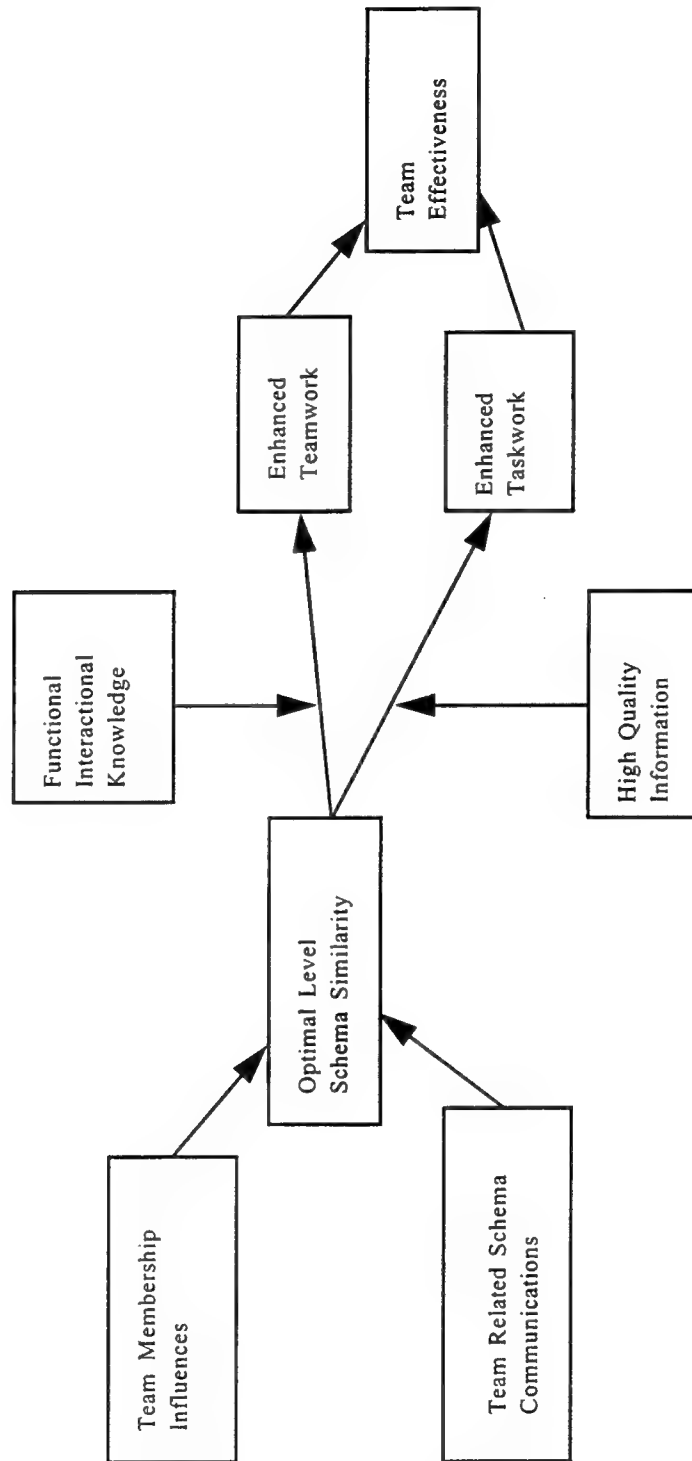 Team Membership
Influences
Team Related Schema
Communications
Optimal Level
Schema Similarity
Functional
Interactional
Knowledge
High Quality
Information
Enhanced
Teamwork
Enhanced
Taskwork
Team
Effectiveness